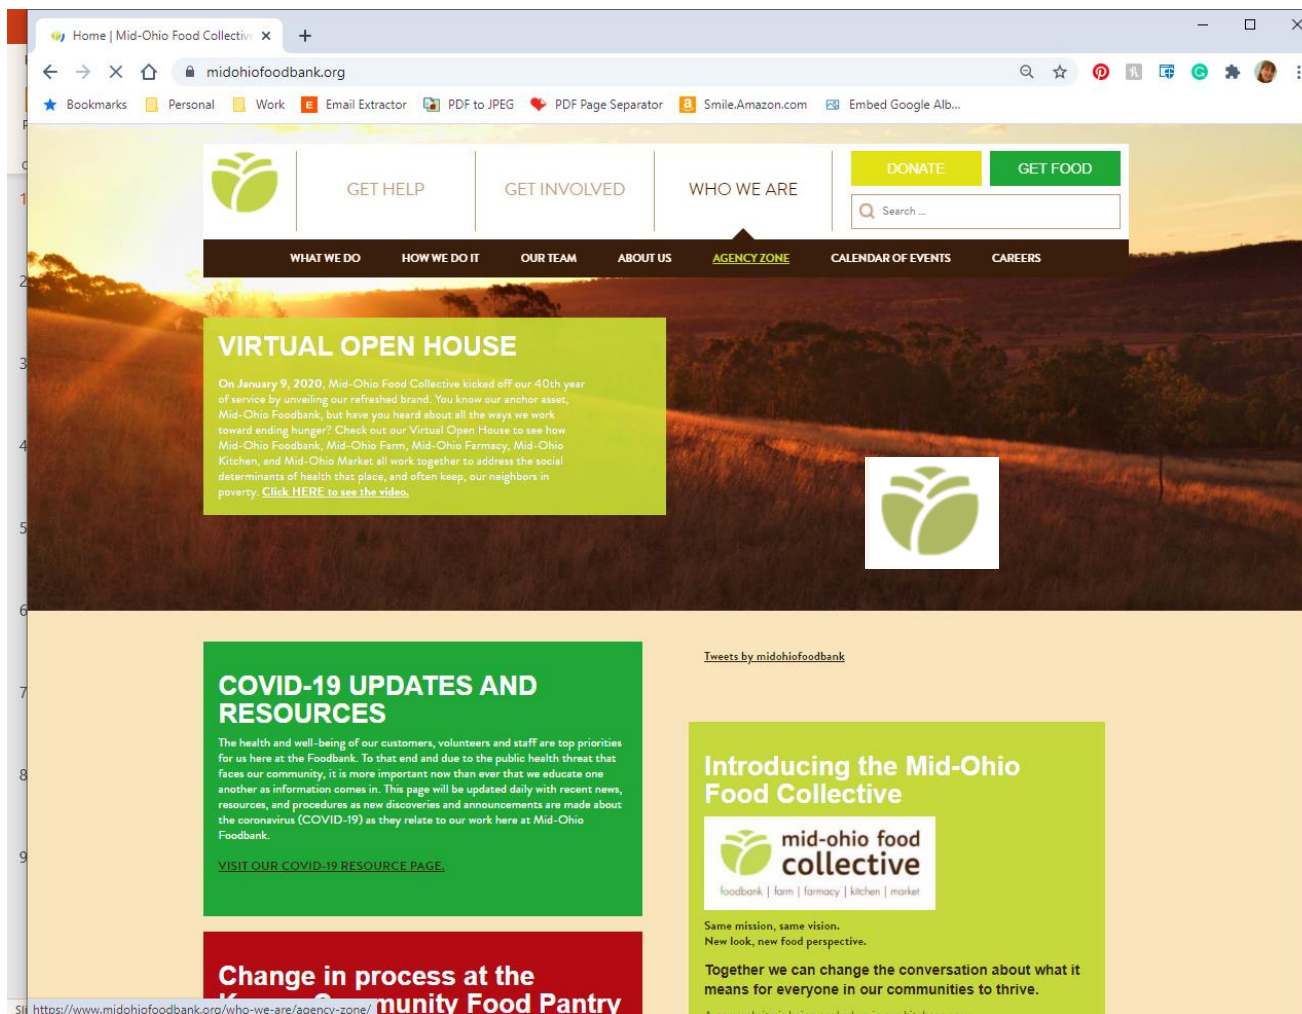 Home | Mid-Ohio Food Collectiv
midohiofoodbank.org
Bookmarks Personal Work Email Extractor PDF to JPEG PDF Page Separator Smile.Amazon.com Embed Google Alb...
GET HELP GET INVOLVED WHO WE ARE
DONATE GET FOOD
Search ...
WHAT WE DO HOW WE DO IT OUR TEAM ABOUT US AGENCY ZONE CALENDAR OF EVENTS CAREERS
VIRTUAL OPEN HOUSE
On January 9, 2020, Mid-Ohio Food Collective kicked off our 40th year
of service by unveiling our refreshed brand. You know our anchor asset,
Mid-Ohio Foodbank, but have you heard about all the ways we work
toward ending hunger? Check out our Virtual Open House to see how
Mid-Ohio Foodbank, Mid-Ohio Farm, Mid-Ohio Farmacy, Mid-Ohio
Kitchen, and Mid-Ohio Market all work together to address the social
determinants of health that place, and often keep, our neighbors in
poverty. Click HERE to see the video.
COVID-19 UPDATES AND
RESOURCES
The health and well-being of our customers, volunteers and staff are top priorities
for us here at the Foodbank. To that end and due to the public health threat that
faces our community, it is more important now than ever that we educate one
another as information comes in. This page will be updated daily with recent news,
resources, and procedures as new discoveries and announcements are made about
the coronavirus (COVID-19) as they relate to our work here at Mid-Ohio
Foodbank.
VISIT OUR COVID-19 RESOURCE PAGE.
Change in process at the
Community Food Pantry
Tweets by midohiofoodbank
Introducing the Mid-Ohio
Food Collective
mid-ohio food
collective
foodbank | farm | farmacy | kitchen | market
Same mission, same vision.
New look, new food perspective.
Together we can change the conversation about what it
means for everyone in our communities to thrive.
https://www.midohiofoodbank.org/who-we-are/agency-zone/
1
2
3
4
5
6
7
8
9